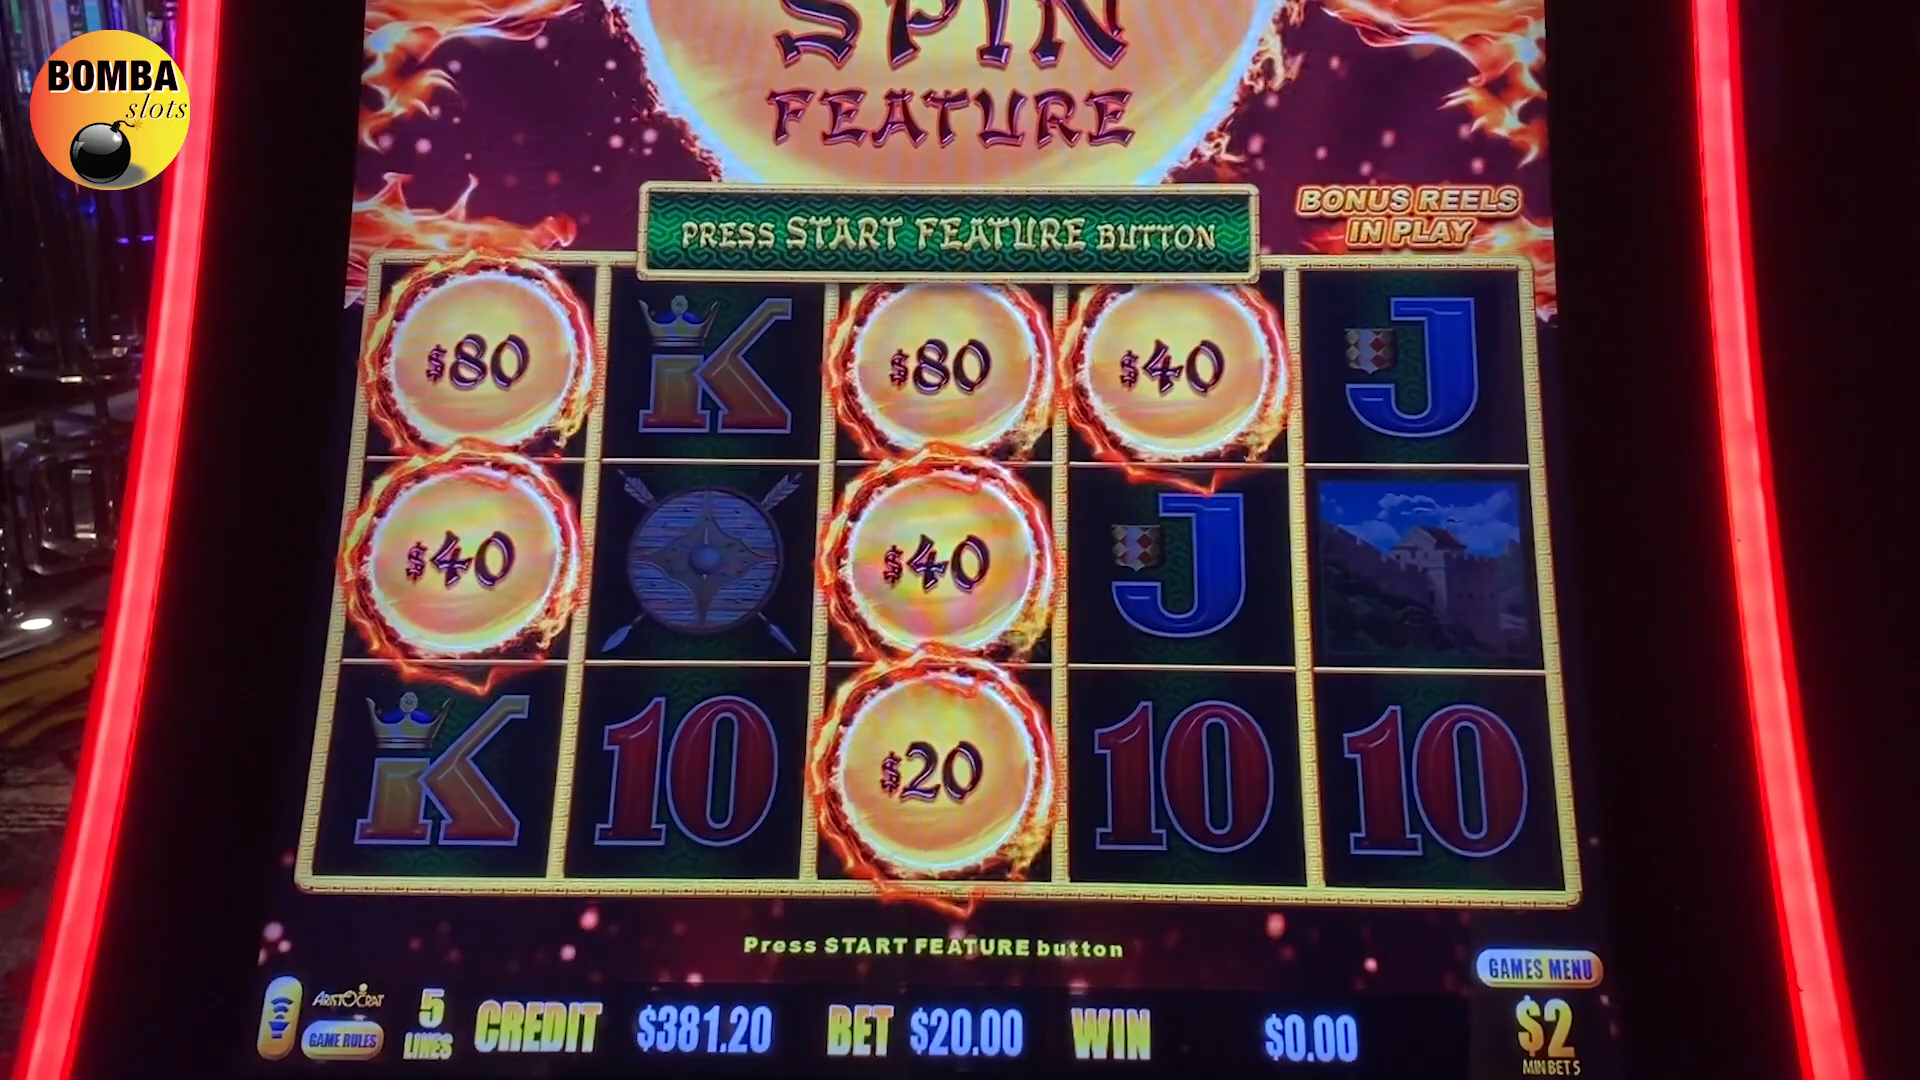 BOMBA
slots
SPIN
FEATURE
PRESS START FEATURE BUTTON
BONUS REELS
IN PLAY
$80
K
$80
$40
J
$40
$40
J
K
10
$20
10
10
Press START FEATURE button
GAMES MENU
ARISTOCRAT
GAME RULES
5
LINES
CREDIT $381.20
BET $20.00
WIN $0.00
$2
MIN BET 5